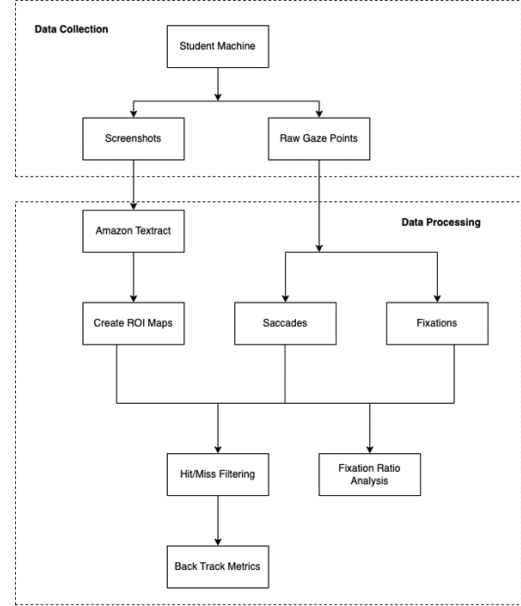 Data Collection
Student Machine
Screenshots
Raw Gaze Points
Data Processing
Amazon Textract
Create ROI Maps
Saccades
Fixations
Hit/Miss Filtering
Fixation Ratio
Analysis
Back Track Metrics